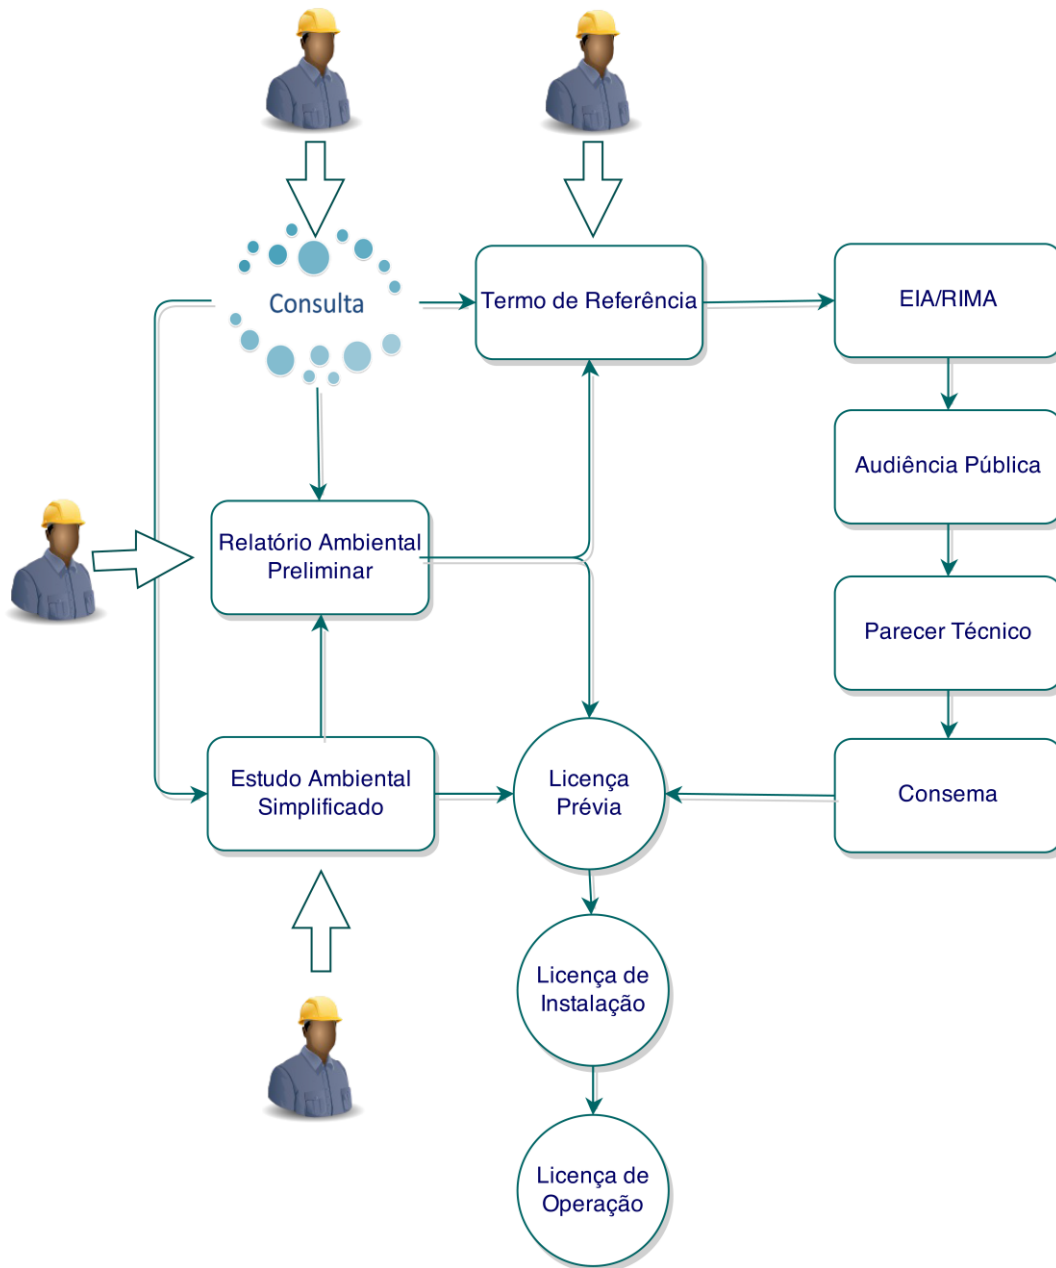 Consulta
Termo de Referência
EIA/RIMA
Audiência Pública
Relatório Ambiental
Preliminar
Parecer Técnico
Estudo Ambiental
Simplificado
Licença
Prévia
Consema
Licença de
Instalação
Licença de
Operação